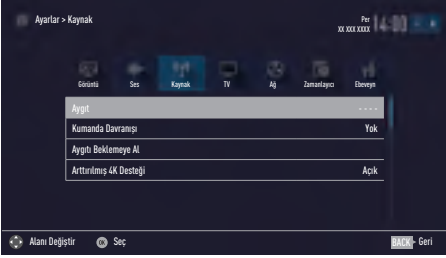 Ayarlar > Kaynak
Per
XX XXX XXXX
14:00
Görüntü Ses Kaynak TV Ağ Zamanlayıcı Ebeveyn
Aygıt - - - -
Kumanda Davranışı Yok
Aygıtı Beklemeye Al
Arttırılmış 4K Desteği Açık
Alanı Değiştir OK Seç BACK Geri